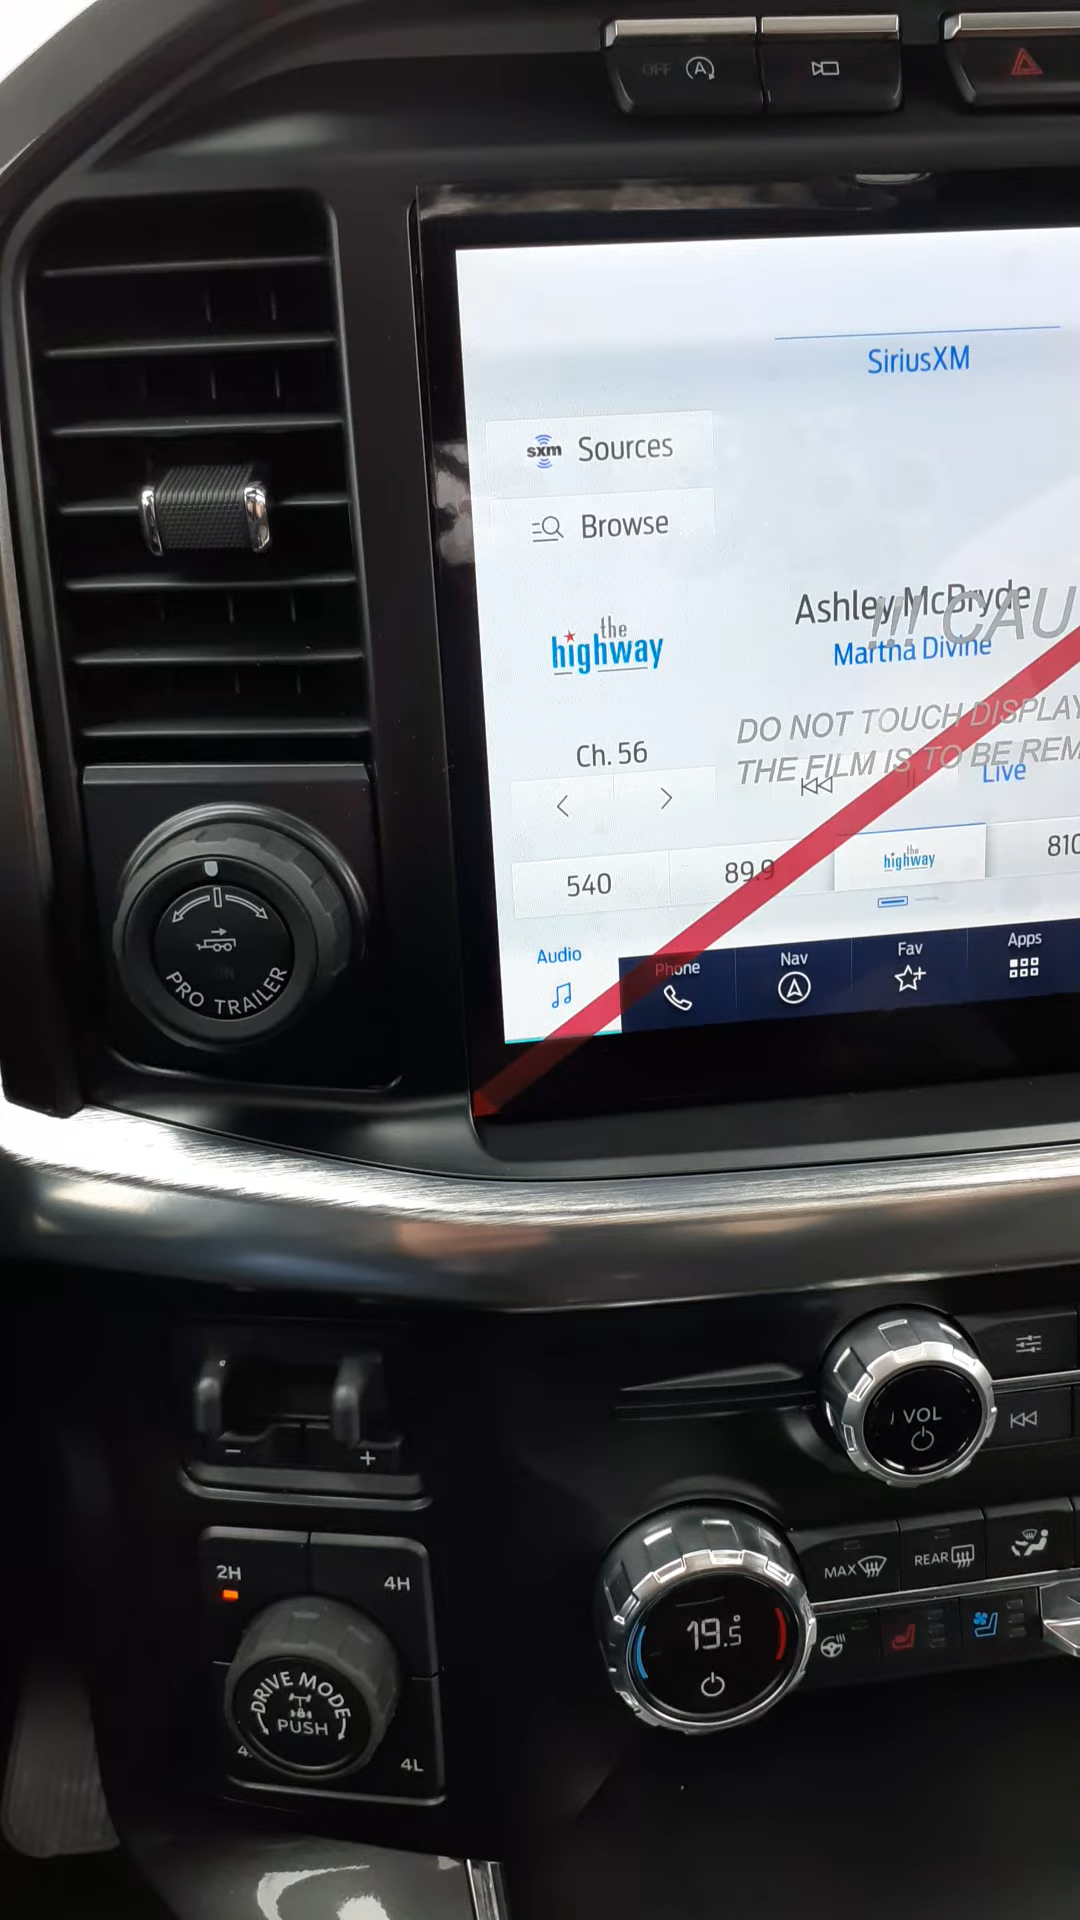 OFF A
SiriusXM
sxm Sources
Browse
the
highway
Ashley McBryde
Martha Divine
!!! CAU
DO NOT TOUCH DISPLAY
THE FILM IS TO BE REM
Ch. 56
Live
540
89.9
the
highway
810
Audio
Phone
Nav
Fav
Apps
ON
PRO TRAILER
VOL
- +
2H
4H
DRIVE MODE
PUSH
4L
MAX
REAR
19.5°